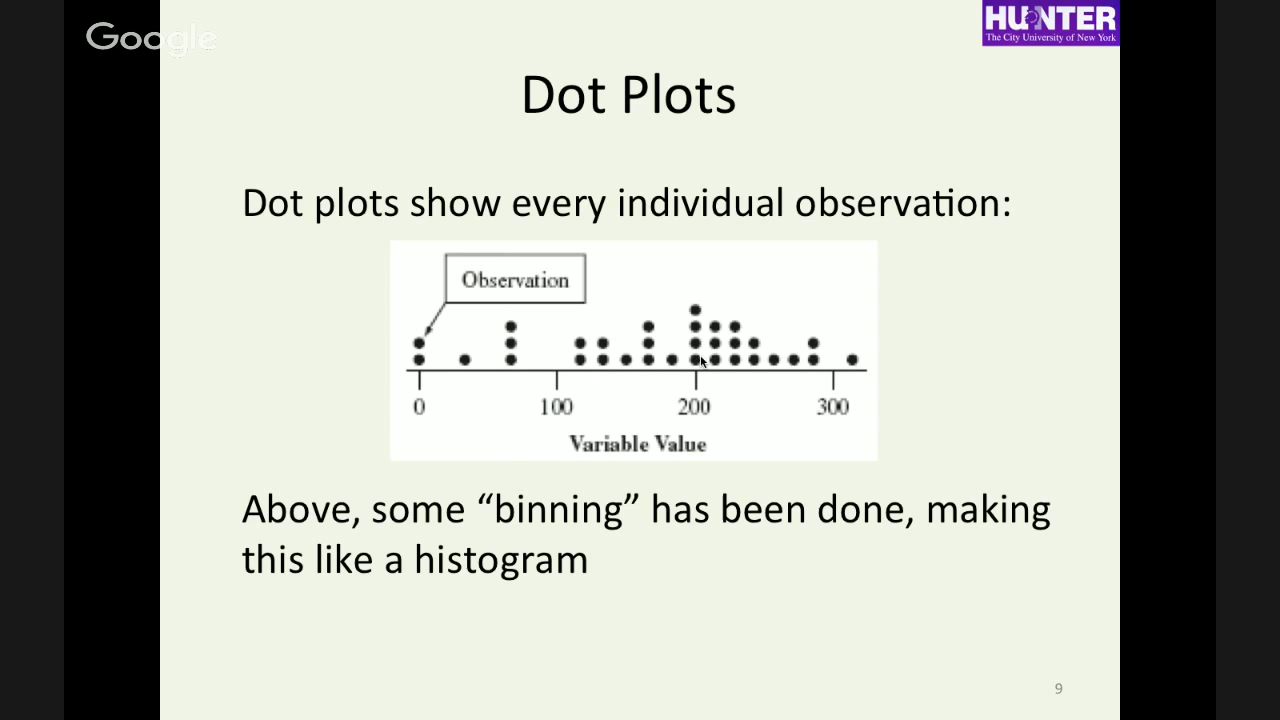 Google
HUNTER
The City University of New York
Dot Plots
Dot plots show every individual observation:
Observation
0 100 200 300
Variable Value
Above, some “binning” has been done, making
this like a histogram
9